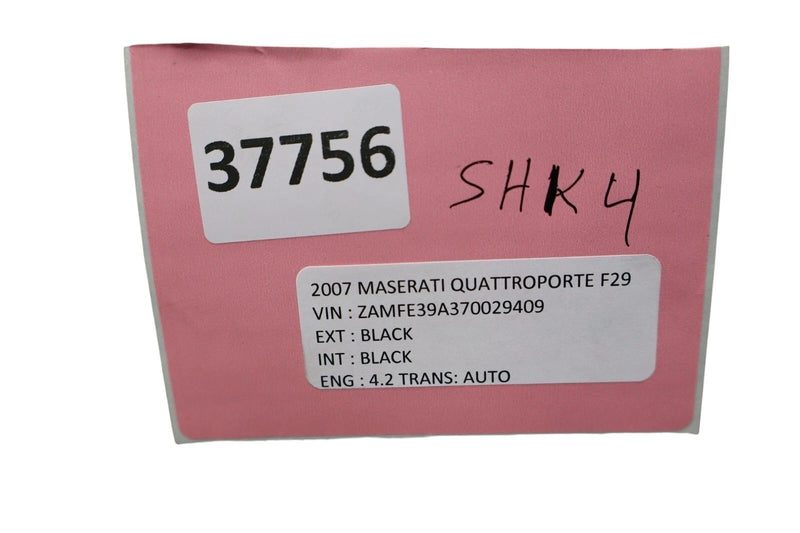 37756
SHK4
2007 MASERATI QUATTROPORTE F29
VIN : ZAMFE39A370029409
EXT : BLACK
INT : BLACK
ENG : 4.2 TRANS: AUTO